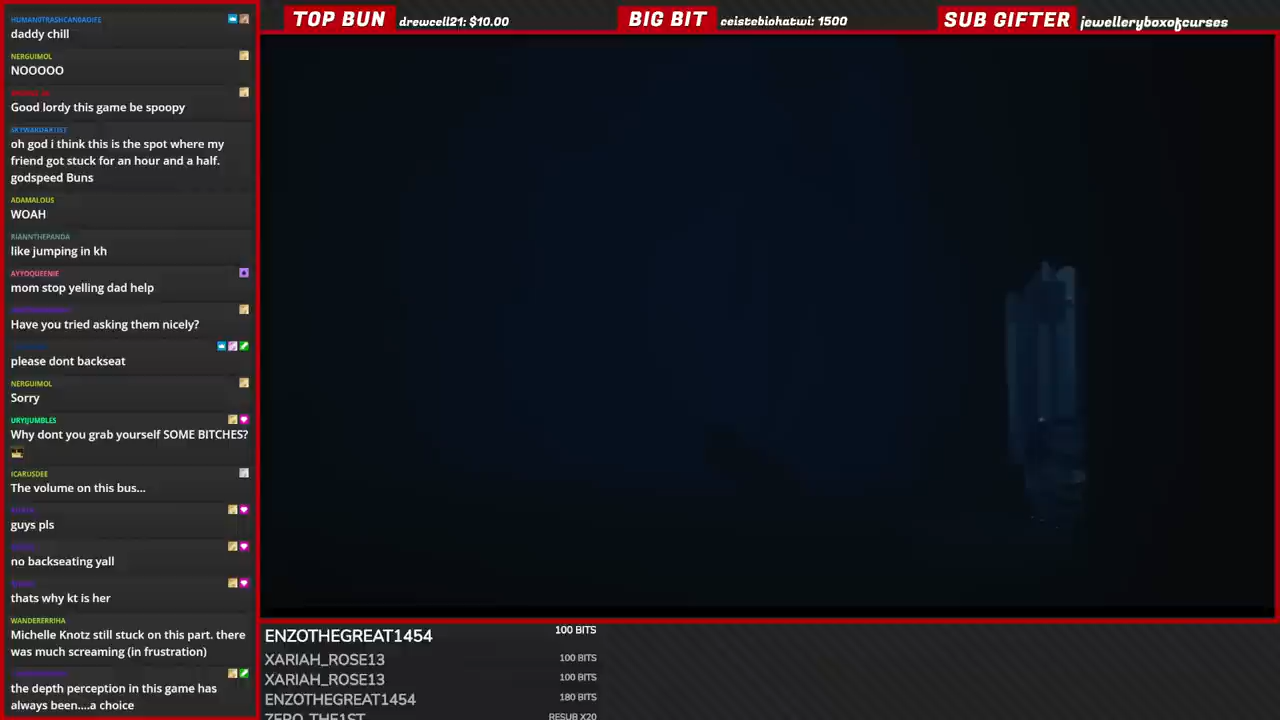 TOP BUN drewcell21: $10.00 BIG BIT ceistebiohatwi: 1500 SUB GIFTER jewelleryboxofcurses
daddy chill
NERGUIMOL
NOOOOO
Good lordy this game be spoopy
SKYWARDARTIST
oh god i think this is the spot where my
friend got stuck for an hour and a half.
godspeed Buns
ADAMALOUS
WOAH
RIANNTHEPANDA
like jumping in kh
AYYOQUEENIE
mom stop yelling dad help
Have you tried asking them nicely?
please dont backseat
NERGUIMOL
Sorry
URYIJUMBLES
Why dont you grab yourself SOME BITCHES?
ICARUSDEE
The volume on this bus...
guys pls
no backseating yall
thats why kt is her
WANDERERRIHA
Michelle Knotz still stuck on this part. there
was much screaming (in frustration)
the depth perception in this game has
always been....a choice
ENZOTHEGREAT1454 100 BITS
XARIAH_ROSE13 100 BITS
XARIAH_ROSE13 100 BITS
ENZOTHEGREAT1454 180 BITS
ZERO_THE1ST RESUB X20